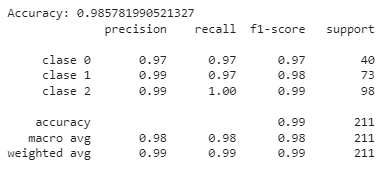 Accuracy: 0.985781990521327
precision recall f1-score support
clase 0 0.97 0.97 0.97 40
clase 1 0.99 0.97 0.98 73
clase 2 0.99 1.00 0.99 98
accuracy 0.99 211
macro avg 0.98 0.98 0.98 211
weighted avg 0.99 0.99 0.99 211